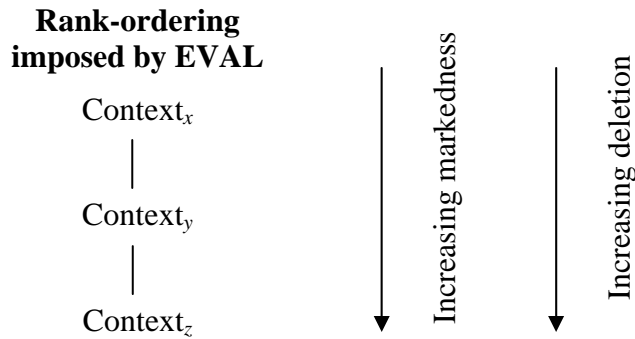 Rank-ordering
imposed by EVAL
Contextx
Contexty
Contextz
Increasing markedness
Increasing deletion